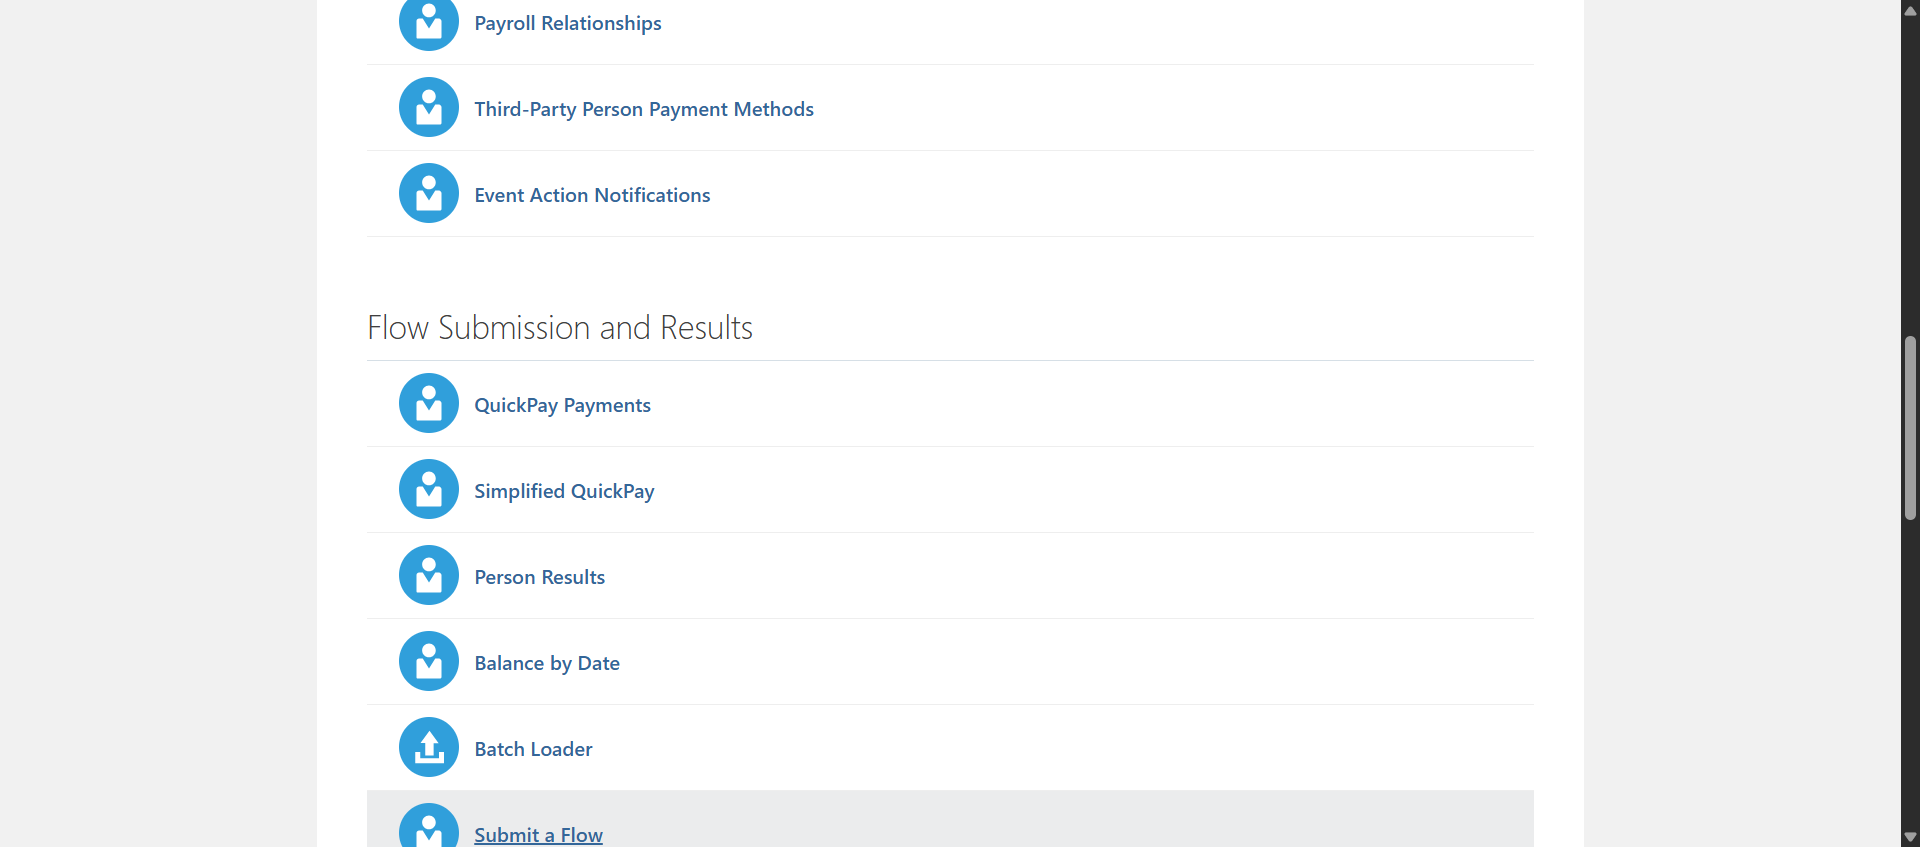 Payroll Relationships
Third-Party Person Payment Methods
Event Action Notifications
Flow Submission and Results
QuickPay Payments
Simplified QuickPay
Person Results
Balance by Date
Batch Loader
Submit a Flow